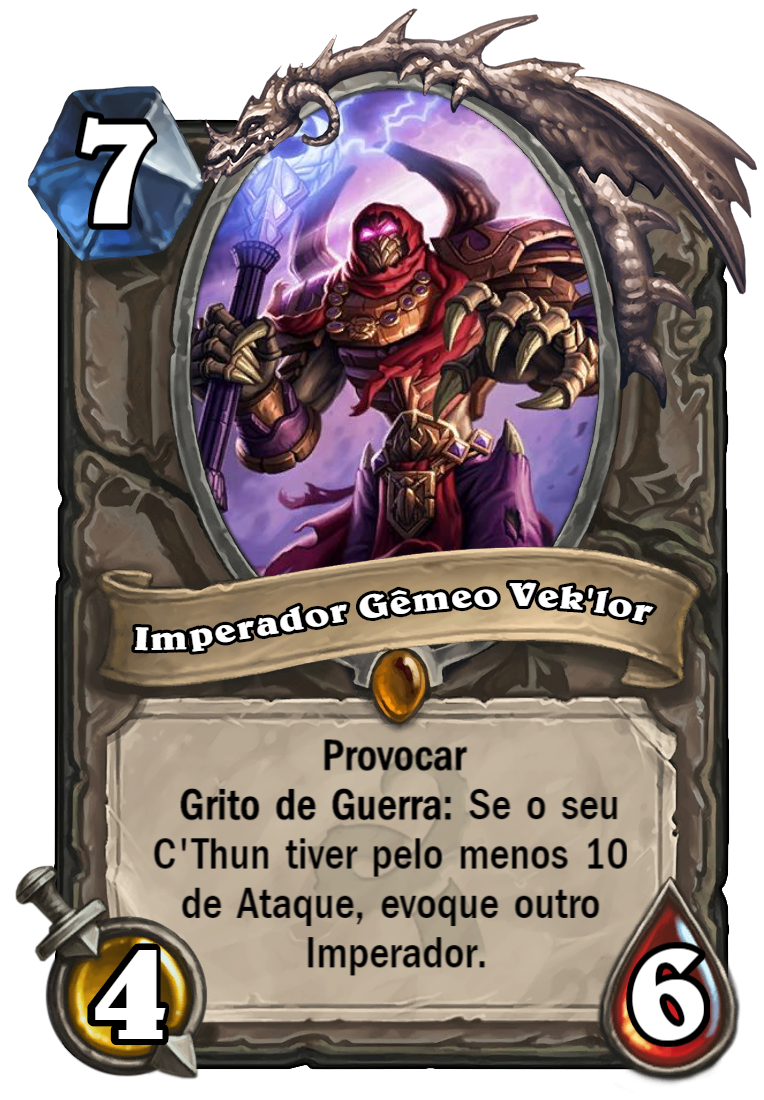 7
Imperador Gêmeo Vek'lor
Provocar
Grito de Guerra: Se o seu
C'Thun tiver pelo menos 10
de Ataque, evoque outro
Imperador.
4
6